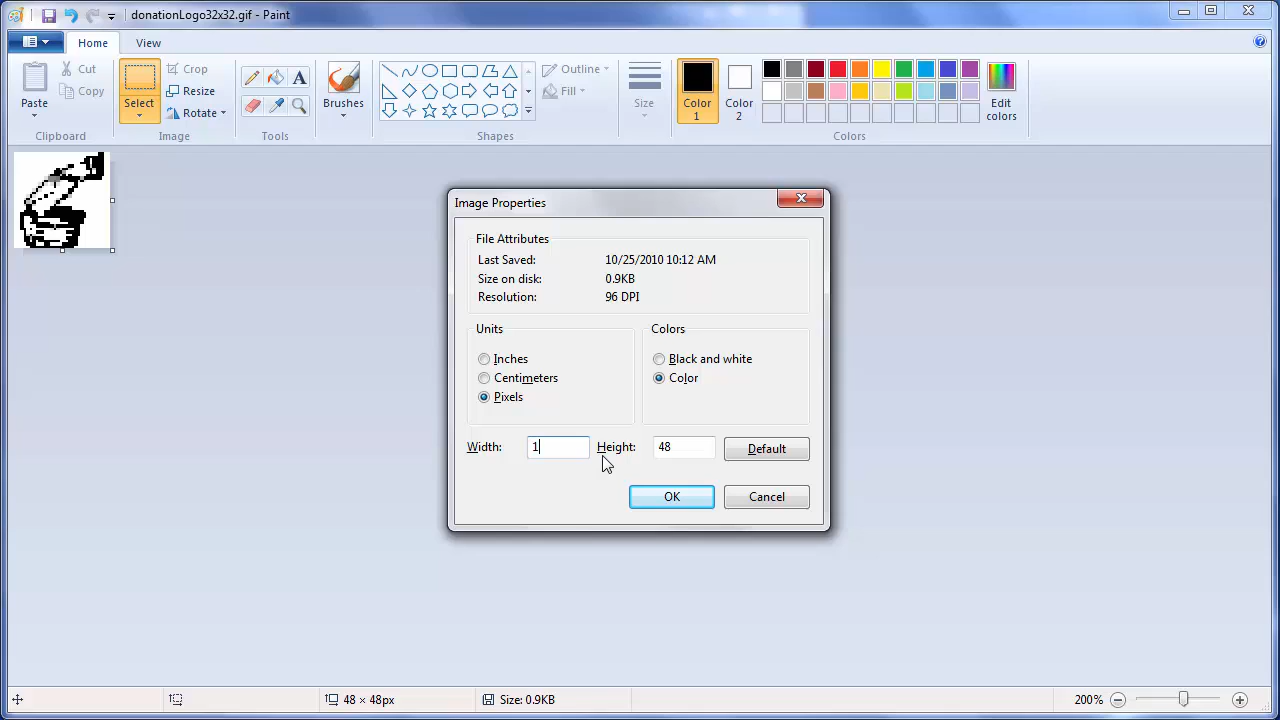 donationLogo32x32.gif - Paint
Home View
Paste
Cut
Copy
Clipboard
Select
Crop
Resize
Rotate
Image
A
Tools
Brushes
Outline
Fill
Shapes
Size
Color 1
Color 2
Edit colors
Colors
Image Properties
File Attributes
Last Saved: 10/25/2010 10:12 AM
Size on disk: 0.9KB
Resolution: 96 DPI
Units
Inches
Centimeters
Pixels
Colors
Black and white
Color
Width: 1 Height: 48 Default
OK Cancel
48 × 48px Size: 0.9KB 200%